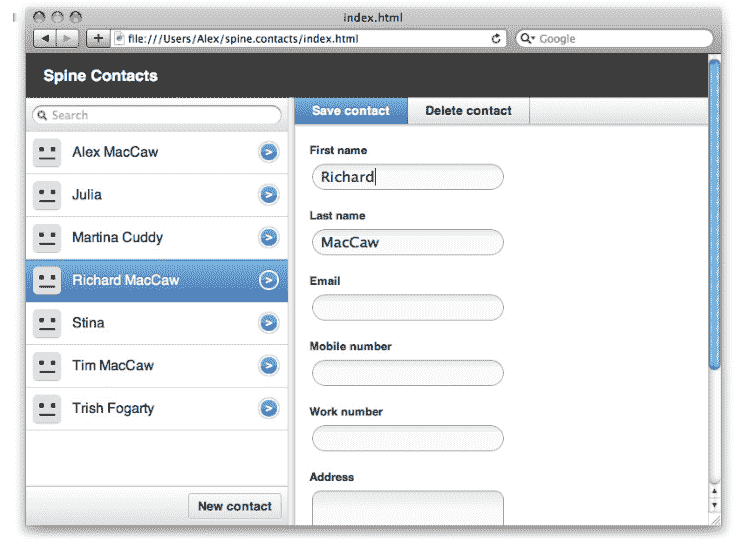 index.html
file:///Users/Alex/spine.contacts/index.html
Google
Spine Contacts
Search
Alex MacCaw
Julia
Martina Cuddy
Richard MacCaw
Stina
Tim MacCaw
Trish Fogarty
New contact
Save contact
Delete contact
First name
Richard
Last name
MacCaw
Email
Mobile number
Work number
Address